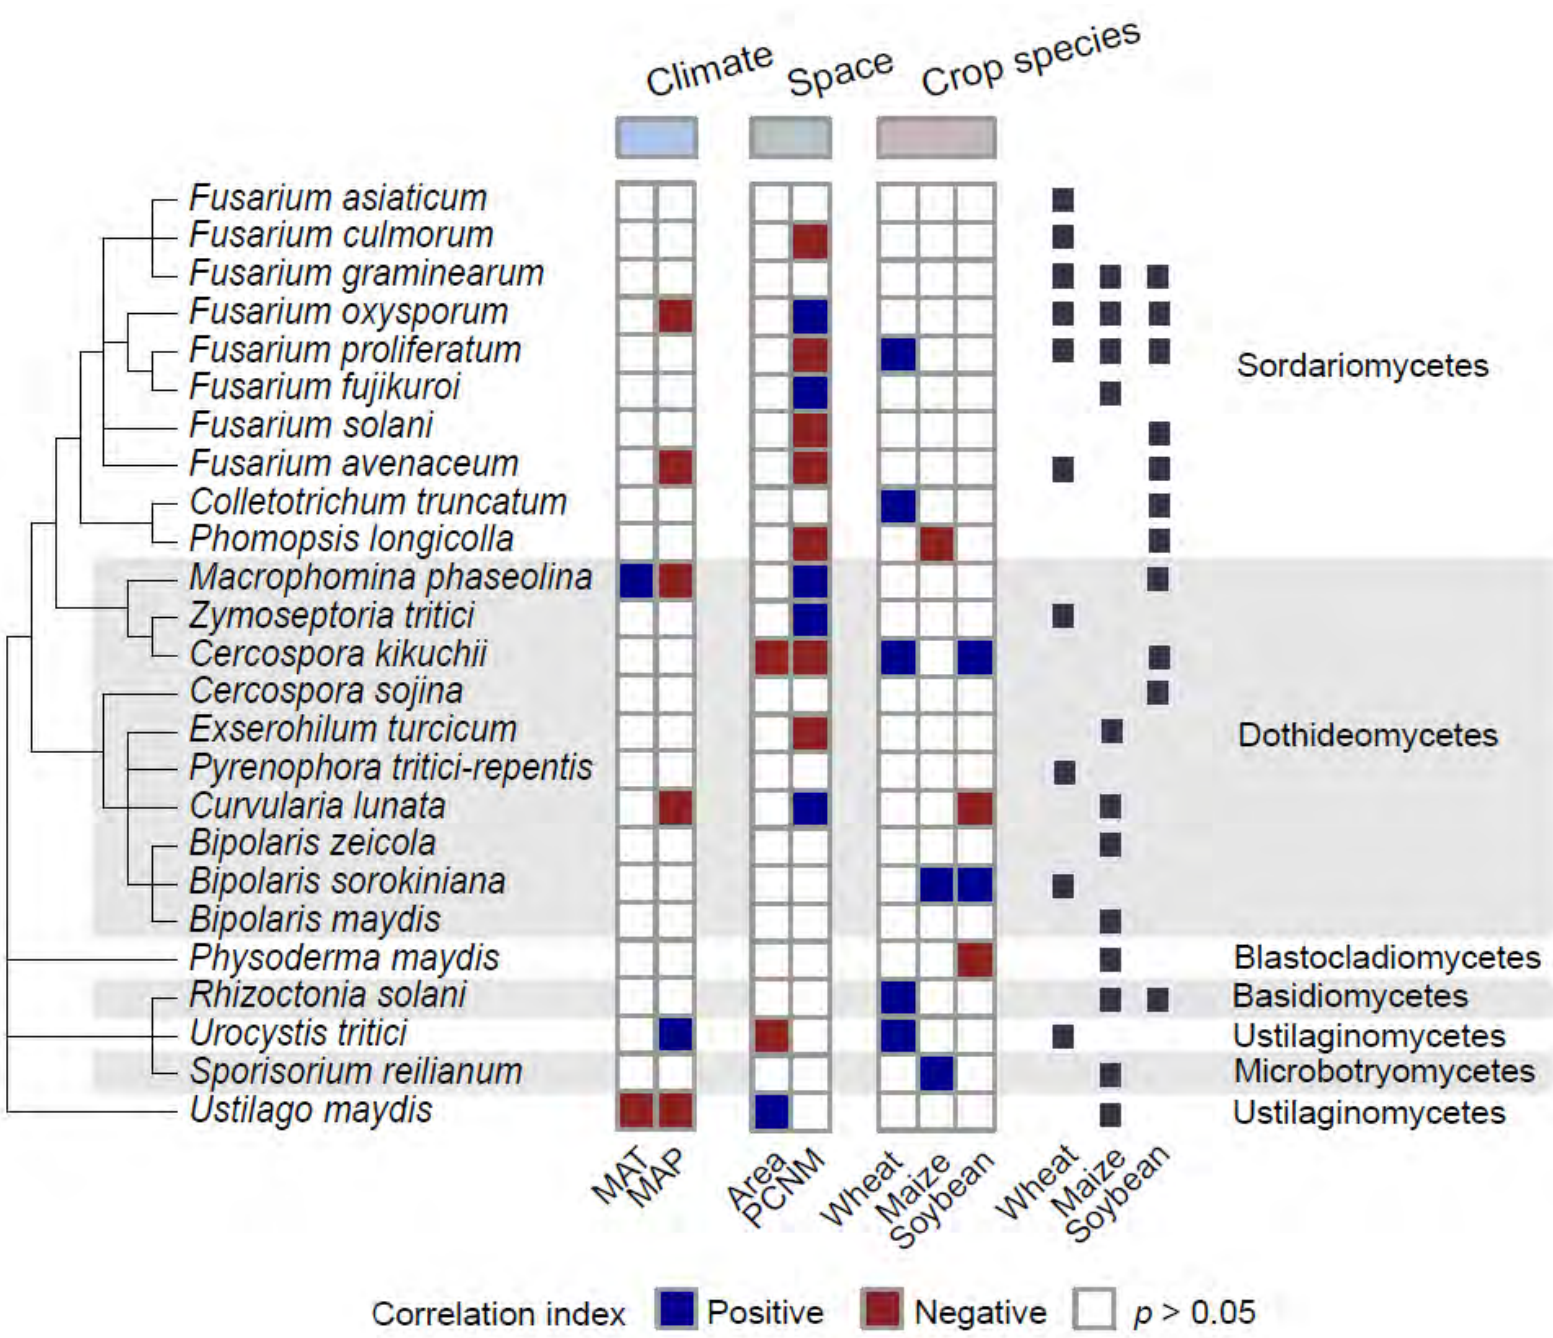 Climate Space Crop species
Fusarium asiaticum
Fusarium culmorum
Fusarium graminearum
Fusarium oxysporum
Fusarium proliferatum
Sordariomycetes
Fusarium fujikuroi
Fusarium solani
Fusarium avenaceum
Colletotrichum truncatum
Phomopsis longicolla
Macrophomina phaseolina
Zymoseptoria tritici
Cercospora kikuchii
Cercospora sojina
Exserohilum turcicum
Dothideomycetes
Pyrenophora tritici-repentis
Curvularia lunata
Bipolaris zeicola
Bipolaris sorokiniana
Bipolaris maydis
Physoderma maydis Blastocladiomycetes
Rhizoctonia solani Basidiomycetes
Urocystis tritici Ustilaginomycetes
Sporisorium reilianum Microbotryomycetes
Ustilago maydis Ustilaginomycetes
MAT MAP Area PCNM Wheat Maize Soybean Wheat Maize Soybean
Correlation index Positive Negative p > 0.05